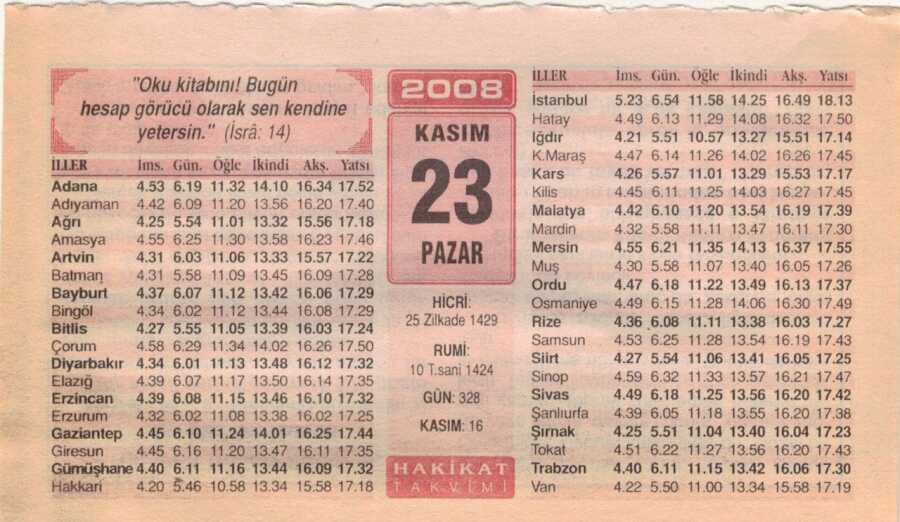 "Oku kitabını! Bugün
hesap görücü olarak sen kendine
yetersin." (İsrâ: 14)
İLLER İms. Gün. Öğle İkindi Akş. Yatsı
Adana 4.53 6.19 11.32 14.10 16.34 17.52
Adıyaman 4.42 6.09 11.20 13.56 16.20 17.40
Ağrı 4.25 5.54 11.01 13.32 15.56 17.18
Amasya 4.55 6.25 11.30 13.58 16.23 17.46
Artvin 4.31 6.03 11.06 13.33 15.57 17.22
Batman 4.31 5.58 11.09 13.45 16.09 17.28
Bayburt 4.37 6.07 11.12 13.42 16.06 17.29
Bingöl 4.34 6.02 11.12 13.44 16.08 17.29
Bitlis 4.27 5.55 11.05 13.39 16.03 17.24
Çorum 4.58 6.29 11.34 14.02 16.26 17.50
Diyarbakır 4.34 6.01 11.13 13.48 16.12 17.32
Elazığ 4.39 6.07 11.17 13.50 16.14 17.35
Erzincan 4.39 6.08 11.15 13.46 16.10 17.32
Erzurum 4.32 6.02 11.08 13.38 16.02 17.25
Gaziantep 4.45 6.10 11.24 14.01 16.25 17.44
Giresun 4.45 6.16 11.20 13.47 16.11 17.35
Gümüşhane 4.40 6.11 11.16 13.44 16.09 17.32
Hakkari 4.20 5.46 10.58 13.34 15.58 17.18
2008
KASIM
23
PAZAR
HİCRİ:
25 Zilkade 1429
RUMİ:
10 T.sani 1424
GÜN: 328
KASIM: 16
HAKİKAT
TAKVİMİ
İLLER İms. Gün. Öğle İkindi Akş. Yatsı
İstanbul 5.23 6.54 11.58 14.25 16.49 18.13
Hatay 4.49 6.13 11.29 14.08 16.32 17.50
Iğdır 4.21 5.51 10.57 13.27 15.51 17.14
K.Maraş 4.47 6.14 11.26 14.02 16.26 17.45
Kars 4.26 5.57 11.01 13.29 15.53 17.17
Kilis 4.45 6.11 11.25 14.03 16.27 17.45
Malatya 4.42 6.10 11.20 13.54 16.19 17.39
Mardin 4.32 5.58 11.11 13.47 16.11 17.30
Mersin 4.55 6.21 11.35 14.13 16.37 17.55
Muş 4.30 5.58 11.07 13.40 16.05 17.26
Ordu 4.47 6.18 11.22 13.49 16.13 17.37
Osmaniye 4.49 6.15 11.28 14.06 16.30 17.49
Rize 4.36 6.08 11.11 13.38 16.03 17.27
Samsun 4.53 6.25 11.28 13.54 16.19 17.43
Siirt 4.27 5.54 11.06 13.41 16.05 17.25
Sinop 4.59 6.32 11.33 13.57 16.21 17.47
Sivas 4.49 6.18 11.25 13.56 16.20 17.42
Şanlıurfa 4.39 6.05 11.18 13.55 16.20 17.38
Şırnak 4.25 5.51 11.04 13.40 16.04 17.23
Tokat 4.51 6.22 11.27 13.56 16.20 17.43
Trabzon 4.40 6.11 11.15 13.42 16.06 17.30
Van 4.22 5.50 11.00 13.34 15.58 17.19